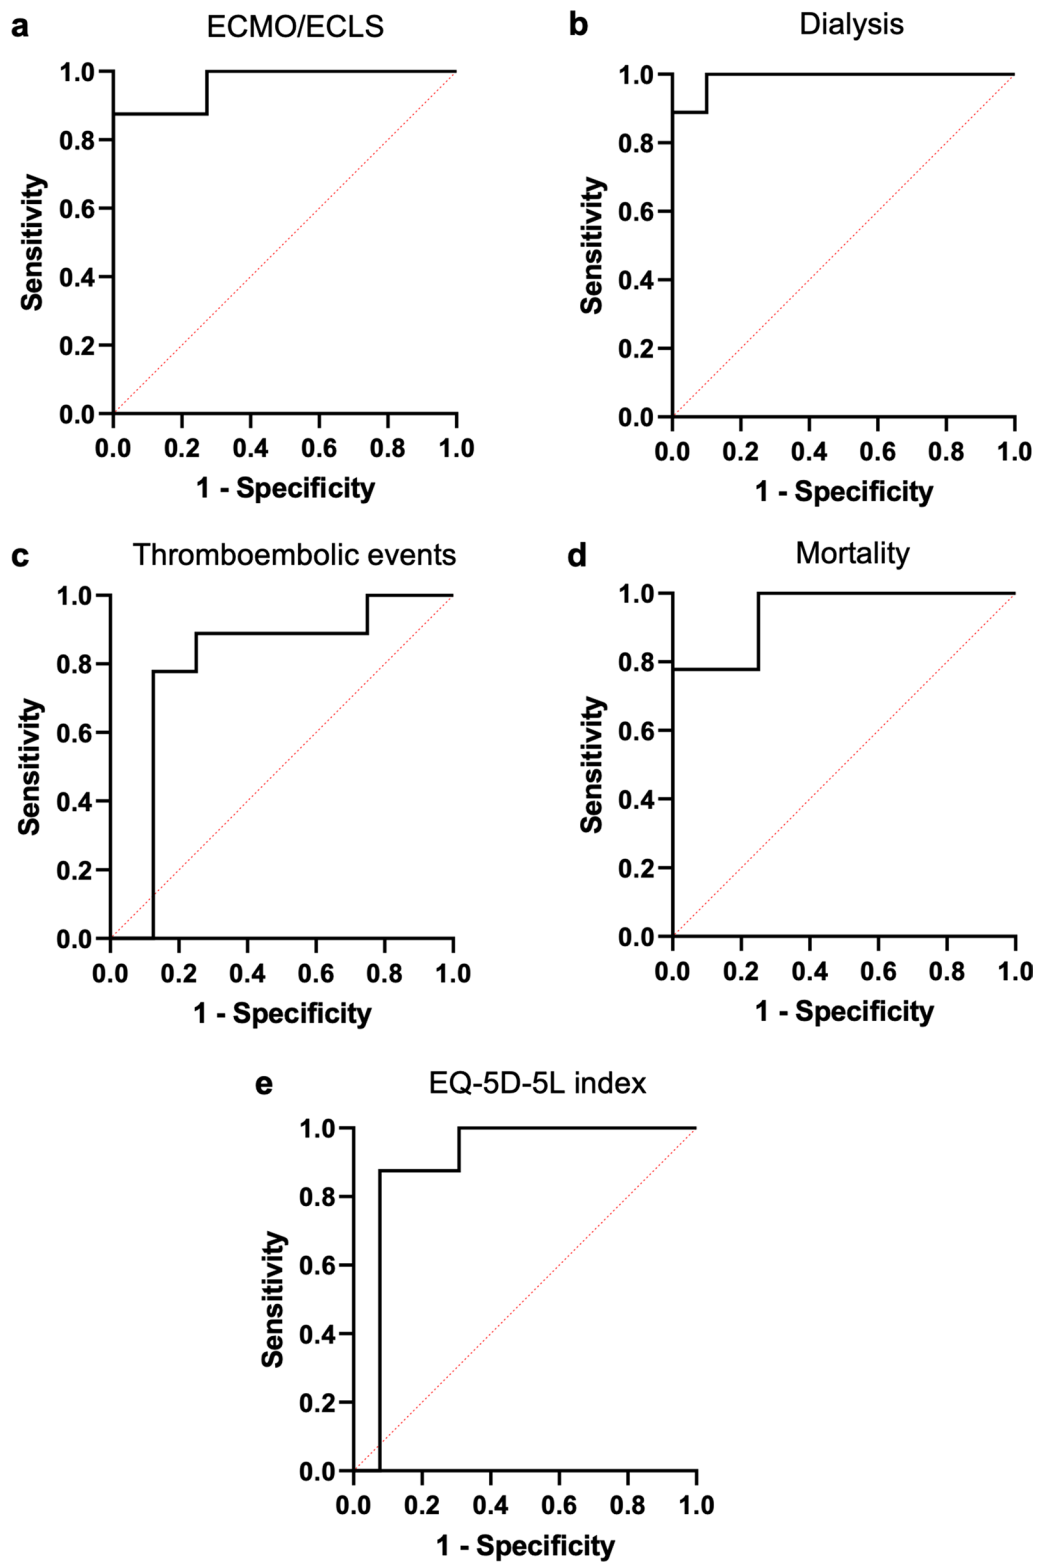 a ECMO/ECLS
1.0
0.8
0.6
0.4
0.2
0.0
Sensitivity
0.0 0.2 0.4 0.6 0.8 1.0
1 - Specificity
b Dialysis
1.0
0.8
0.6
0.4
0.2
0.0
Sensitivity
0.0 0.2 0.4 0.6 0.8 1.0
1 - Specificity
c Thromboembolic events
1.0
0.8
0.6
0.4
0.2
0.0
Sensitivity
0.0 0.2 0.4 0.6 0.8 1.0
1 - Specificity
d Mortality
1.0
0.8
0.6
0.4
0.2
0.0
Sensitivity
0.0 0.2 0.4 0.6 0.8 1.0
1 - Specificity
e EQ-5D-5L index
1.0
0.8
0.6
0.4
0.2
0.0
Sensitivity
0.0 0.2 0.4 0.6 0.8 1.0
1 - Specificity